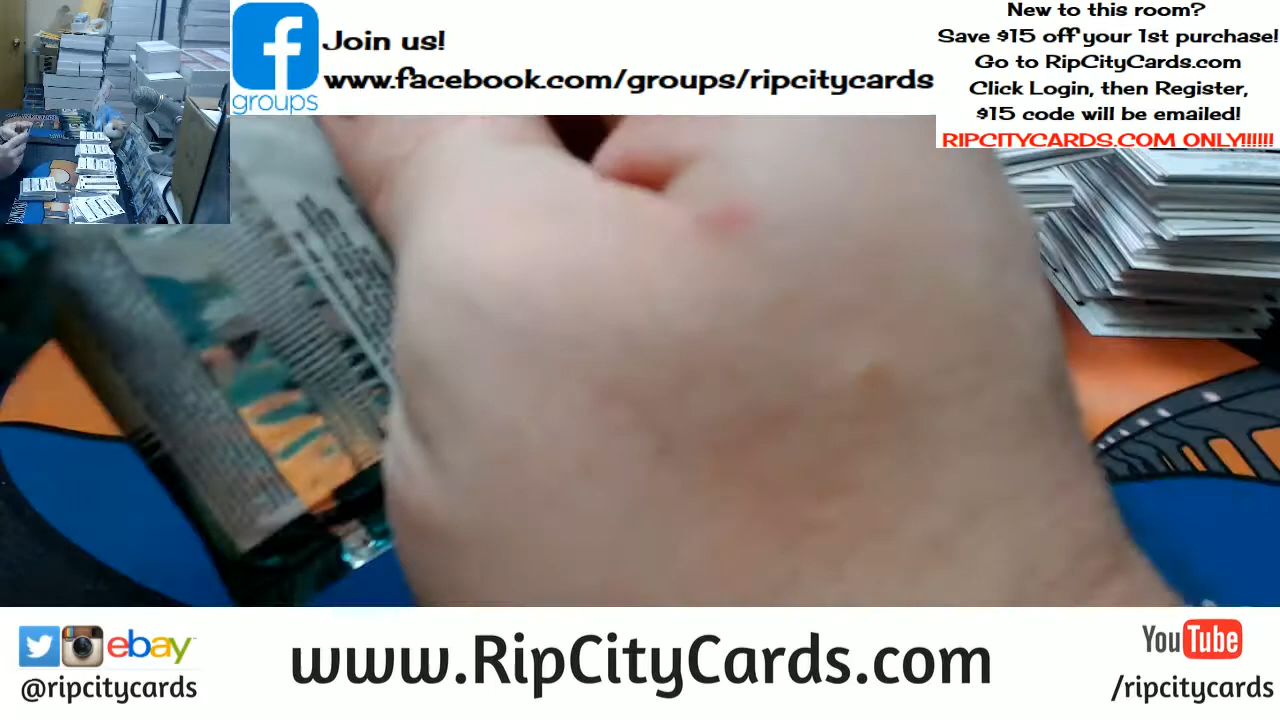 Join us!
www.facebook.com/groups/ripcitycards
groups
New to this room?
Save $15 off your 1st purchase!
Go to RipCityCards.com
Click Login, then Register,
$15 code will be emailed!
RIPCITYCARDS.COM ONLY!!!!!!
ebay
@ripcitycards
www.RipCityCards.com
YouTube
/ripcitycards